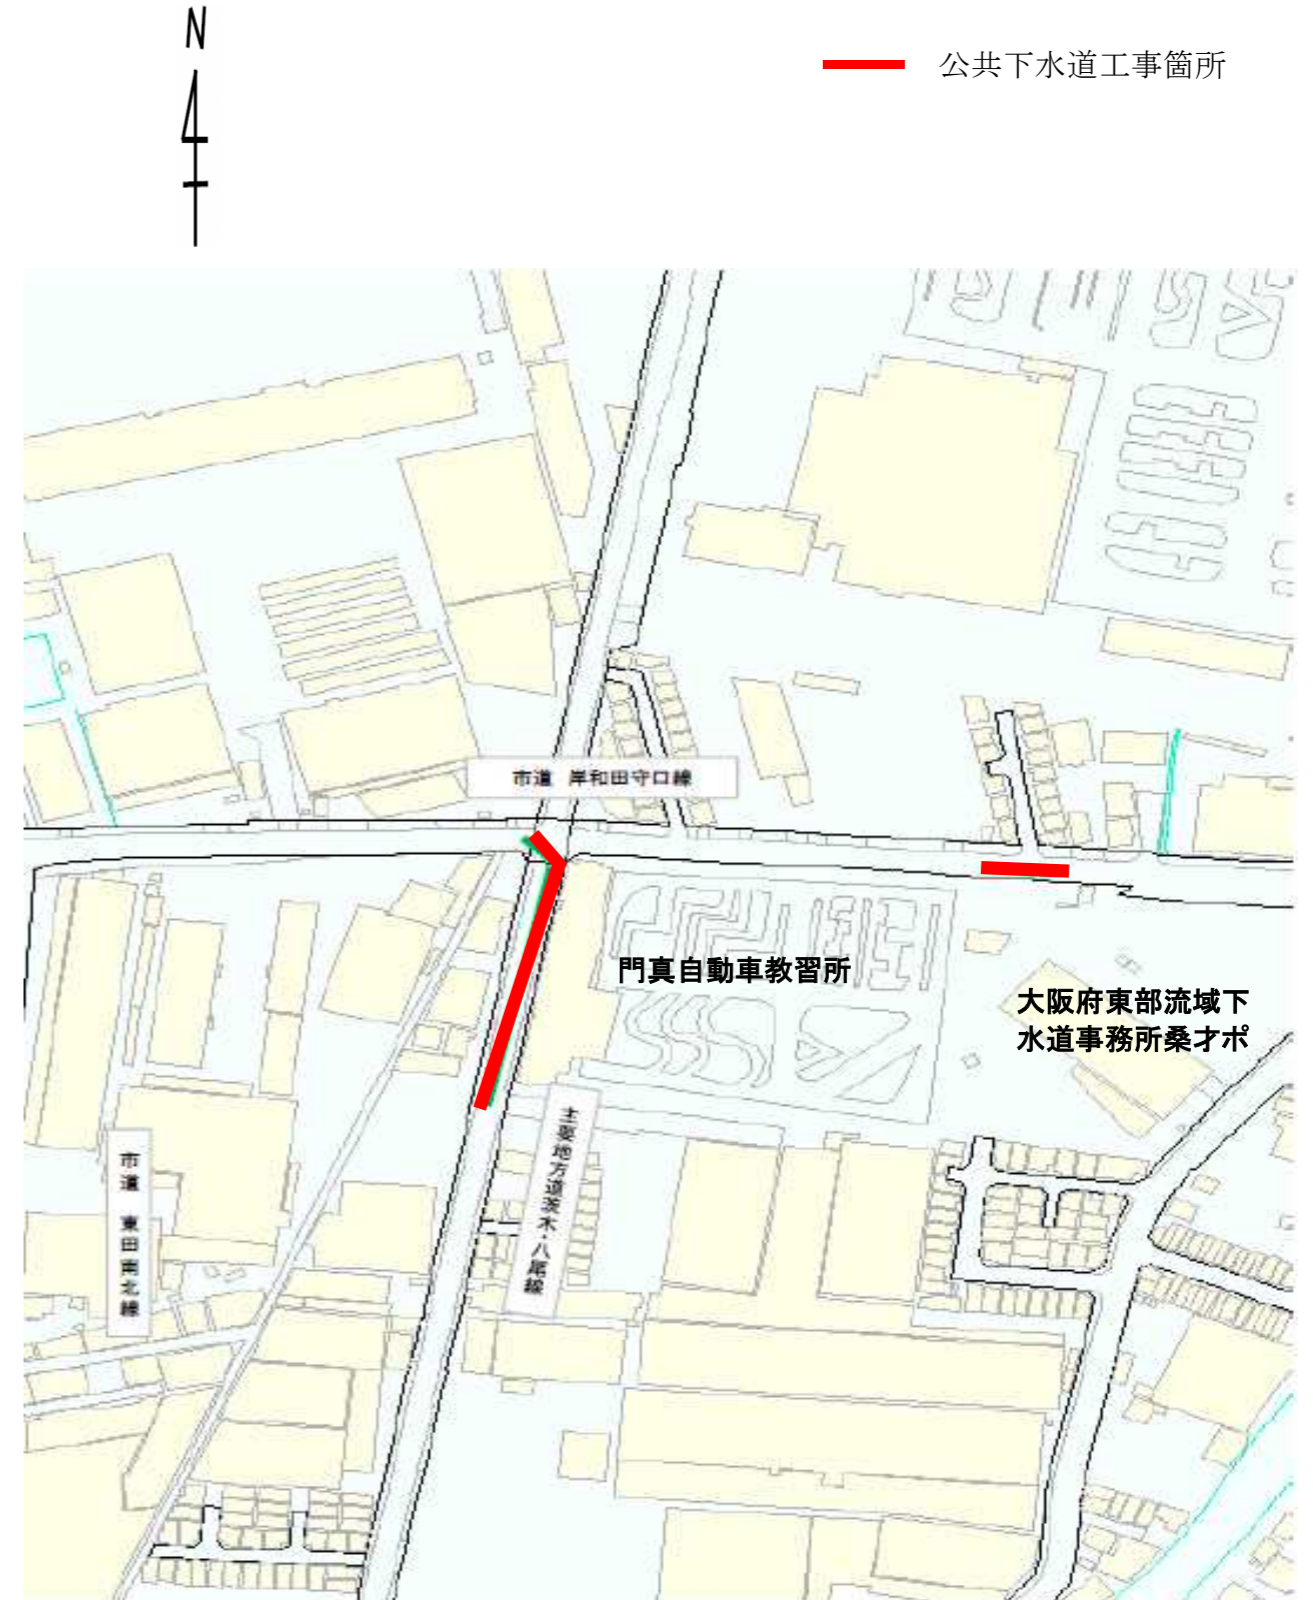 N
公共下水道工事箇所
市道 岸和田守口線
門真自動車教習所
大阪府東部流域下
水道事務所桑才ポ
主要地方道茨木・八尾線
市道 東田南北線